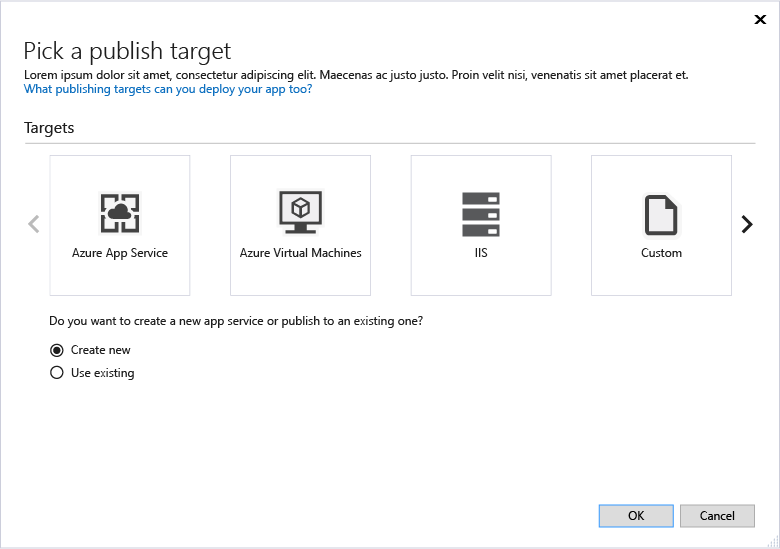 Pick a publish target
Lorem ipsum dolor sit amet, consectetur adipiscing elit. Maecenas ac justo justo. Proin velit nisi, venenatis sit amet placerat et.
What publishing targets can you deploy your app too?
Targets
Azure App Service
Azure Virtual Machines
IIS
Custom
Do you want to create a new app service or publish to an existing one?
Create new
Use existing
OK
Cancel